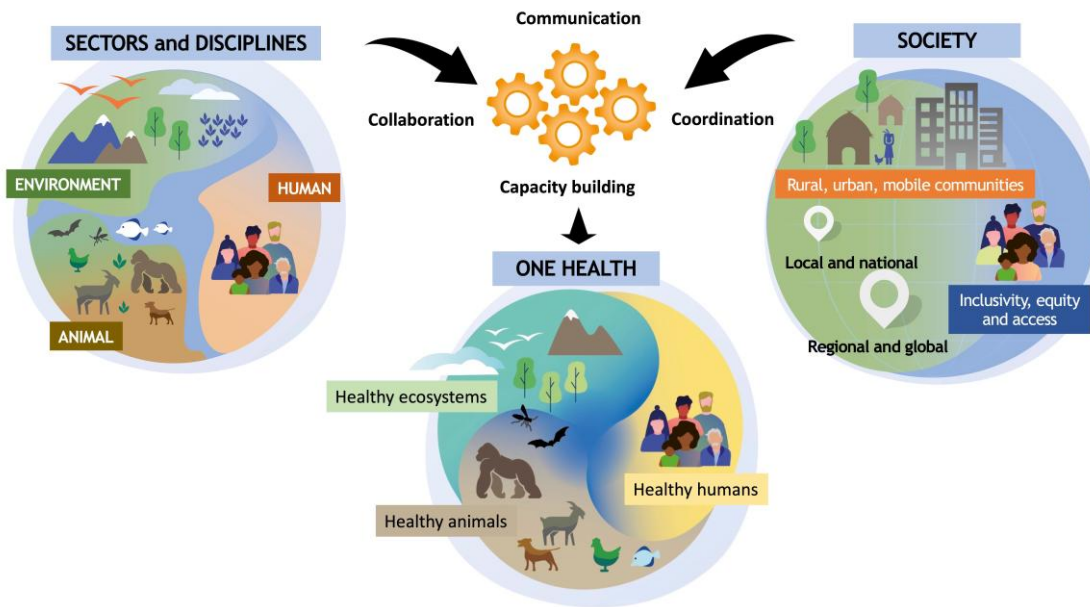 SECTORS and DISCIPLINES
ENVIRONMENT
HUMAN
ANIMAL
Communication
Collaboration
Coordination
Capacity building
SOCIETY
Rural, urban, mobile communities
Local and national
Inclusivity, equity
and access
Regional and global
ONE HEALTH
Healthy ecosystems
Healthy humans
Healthy animals